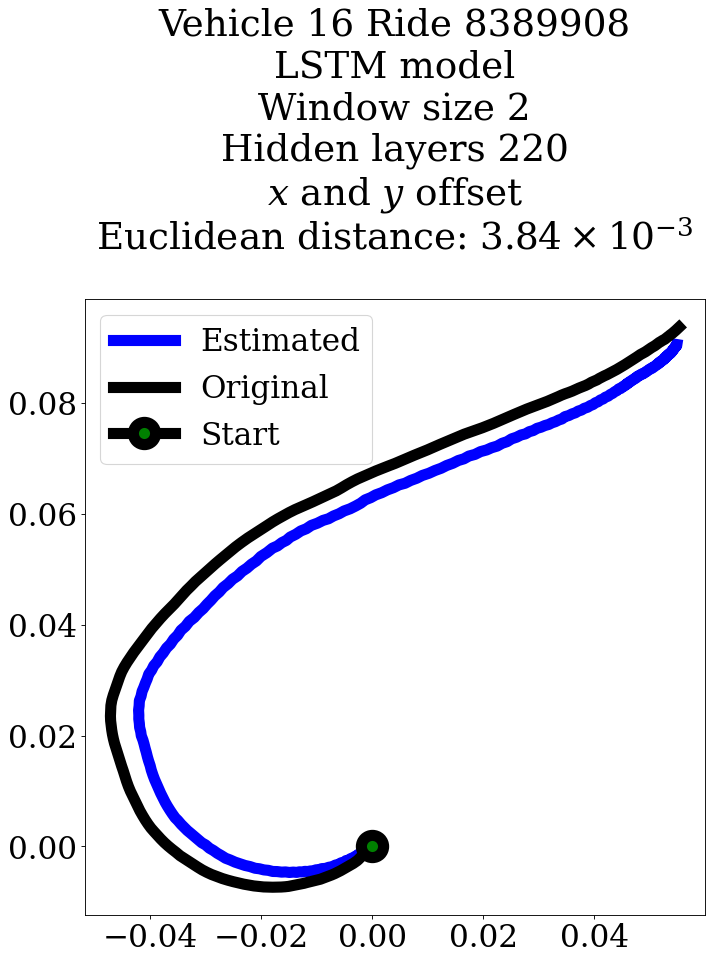 Vehicle 16 Ride 8389908
LSTM model
Window size 2
Hidden layers 220
x and y offset
Euclidean distance: 3.84 × 10⁻³
Estimated
Original
Start
0.08
0.06
0.04
0.02
0.00
−0.04 −0.02 0.00 0.02 0.04